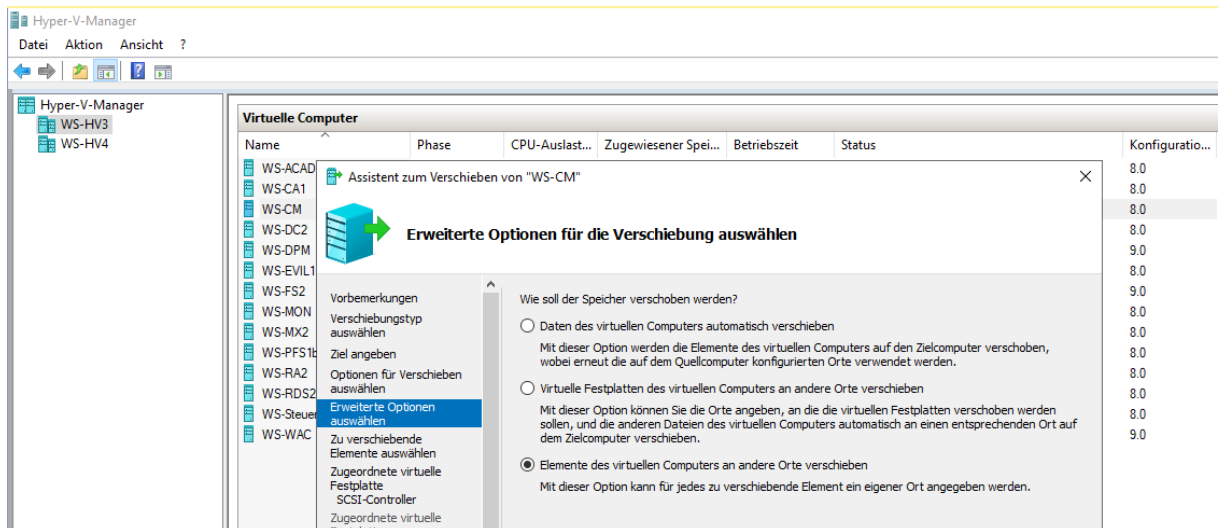 Hyper-V-Manager
Datei Aktion Ansicht ?
Hyper-V-Manager
WS-HV3
WS-HV4
Virtuelle Computer
Name Phase CPU-Auslast... Zugewiesener Spei... Betriebszeit Status Konfiguratio...
WS-ACAD 8.0
WS-CA1 8.0
WS-CM 8.0
WS-DC2 8.0
WS-DPM 9.0
WS-EVIL1 8.0
WS-FS2 9.0
WS-MON 8.0
WS-MX2 8.0
WS-PFS1b 8.0
WS-RA2 8.0
WS-RDS2 8.0
WS-Steuer 8.0
WS-WAC 9.0
Assistent zum Verschieben von "WS-CM"
Erweiterte Optionen für die Verschiebung auswählen
Vorbemerkungen
Verschiebungstyp
auswählen
Ziel angeben
Optionen für Verschieben
auswählen
Erweiterte Optionen
auswählen
Zu verschiebende
Elemente auswählen
Zugeordnete virtuelle
Festplatte
SCSI-Controller
Zugeordnete virtuelle
Wie soll der Speicher verschoben werden?
Daten des virtuellen Computers automatisch verschieben
Mit dieser Option werden die Elemente des virtuellen Computers auf den Zielcomputer verschoben,
wobei erneut die auf dem Quellcomputer konfigurierten Orte verwendet werden.
Virtuelle Festplatten des virtuellen Computers an andere Orte verschieben
Mit dieser Option können Sie die Orte angeben, an die die virtuellen Festplatten verschoben werden
sollen, und die anderen Dateien des virtuellen Computers automatisch an einen entsprechenden Ort auf
dem Zielcomputer verschieben.
Elemente des virtuellen Computers an andere Orte verschieben
Mit dieser Option kann für jedes zu verschiebende Element ein eigener Ort angegeben werden.